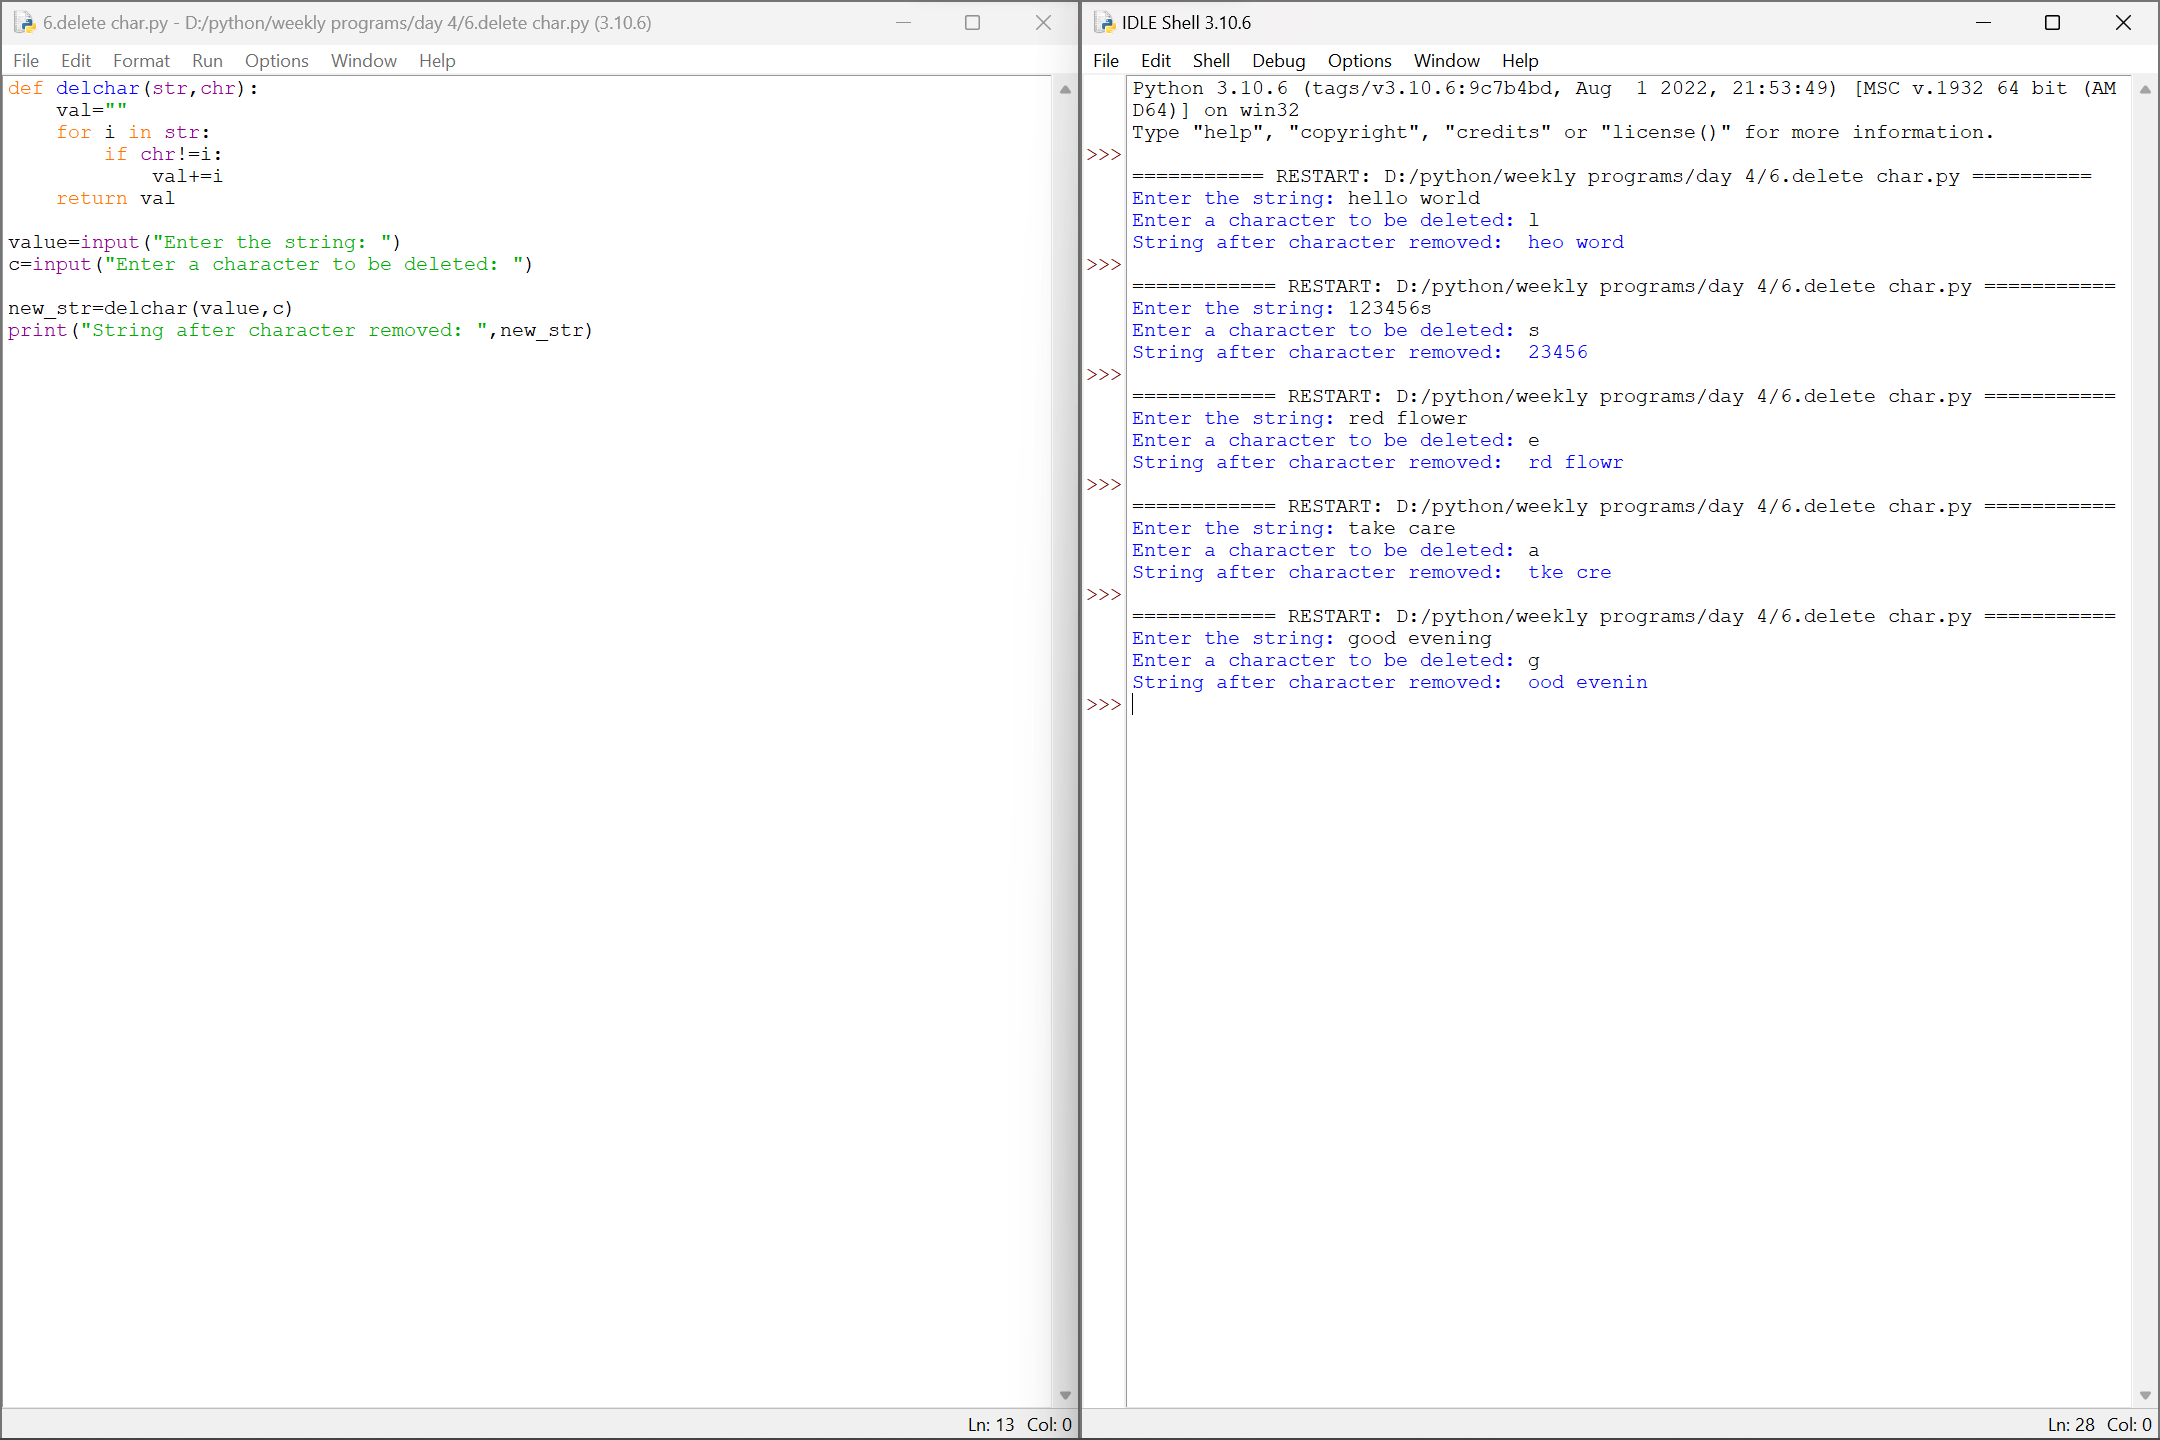 6.delete char.py - D:/python/weekly programs/day 4/6.delete char.py (3.10.6)
File Edit Format Run Options Window Help
def delchar(str,chr):
    val=""
    for i in str:
        if chr!=i:
            val+=i
    return val

value=input("Enter the string: ")
c=input("Enter a character to be deleted: ")

new_str=delchar(value,c)
print("String after character removed: ",new_str)
Ln: 13 Col: 0
IDLE Shell 3.10.6
File Edit Shell Debug Options Window Help
Python 3.10.6 (tags/v3.10.6:9c7b4bd, Aug  1 2022, 21:53:49) [MSC v.1932 64 bit (AM
D64)] on win32
Type "help", "copyright", "credits" or "license()" for more information.
>>>
=========== RESTART: D:/python/weekly programs/day 4/6.delete char.py ==========
Enter the string: hello world
Enter a character to be deleted: l
String after character removed:  heo word
>>>
============ RESTART: D:/python/weekly programs/day 4/6.delete char.py ===========
Enter the string: 123456s
Enter a character to be deleted: s
String after character removed:  23456
>>>
============ RESTART: D:/python/weekly programs/day 4/6.delete char.py ===========
Enter the string: red flower
Enter a character to be deleted: e
String after character removed:  rd flowr
>>>
============ RESTART: D:/python/weekly programs/day 4/6.delete char.py ===========
Enter the string: take care
Enter a character to be deleted: a
String after character removed:  tke cre
>>>
============ RESTART: D:/python/weekly programs/day 4/6.delete char.py ===========
Enter the string: good evening
Enter a character to be deleted: g
String after character removed:  ood evenin
>>>
Ln: 28 Col: 0